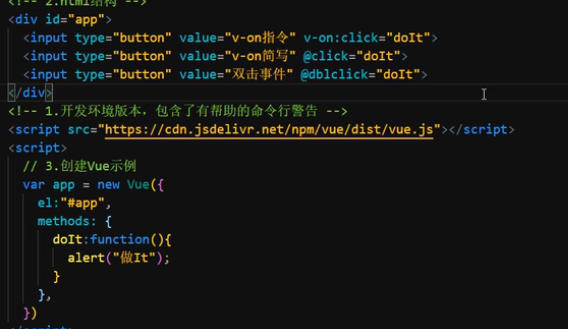 <!-- 2.html结构 -->
<div id="app">
<input type="button" value="v-on指令" v-on:click="doIt">
<input type="button" value="v-on简写" @click="doIt">
<input type="button" value="双击事件" @dblclick="doIt">
</div>
<!-- 1.开发环境版本，包含了有帮助的命令行警告 -->
<script src="https://cdn.jsdelivr.net/npm/vue/dist/vue.js"></script>
<script>
// 3.创建Vue示例
var app = new Vue({
el:"#app",
methods: {
doIt:function(){
alert("做It");
}
},
})
</script>